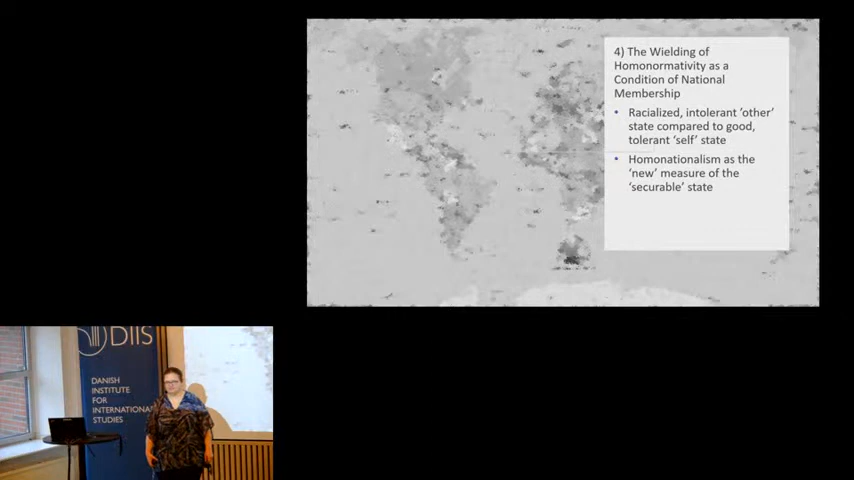 4) The Wielding of
Homonormativity as a
Condition of National
Membership
• Racialized, intolerant ‘other’
state compared to good,
tolerant ‘self’ state
• Homonationalism as the
‘new’ measure of the
‘securable’ state
DIIS
DANISH
INSTITUTE
FOR
INTERNATIONAL
STUDIES